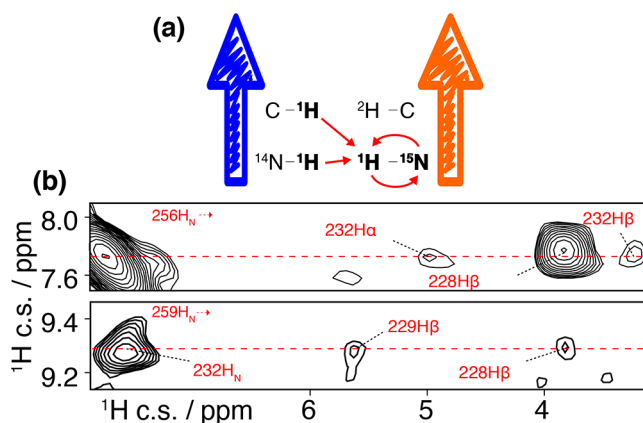 (a)
C – ¹H ²H – C
¹⁴N – ¹H ¹H – ¹⁵N
(b)
8.0
7.6
256H_N
232Hα
228Hβ
232Hβ
9.4
9.2
259H_N
232H_N
229Hβ
228Hβ
¹H c.s. / ppm
¹H c.s. / ppm 6 5 4